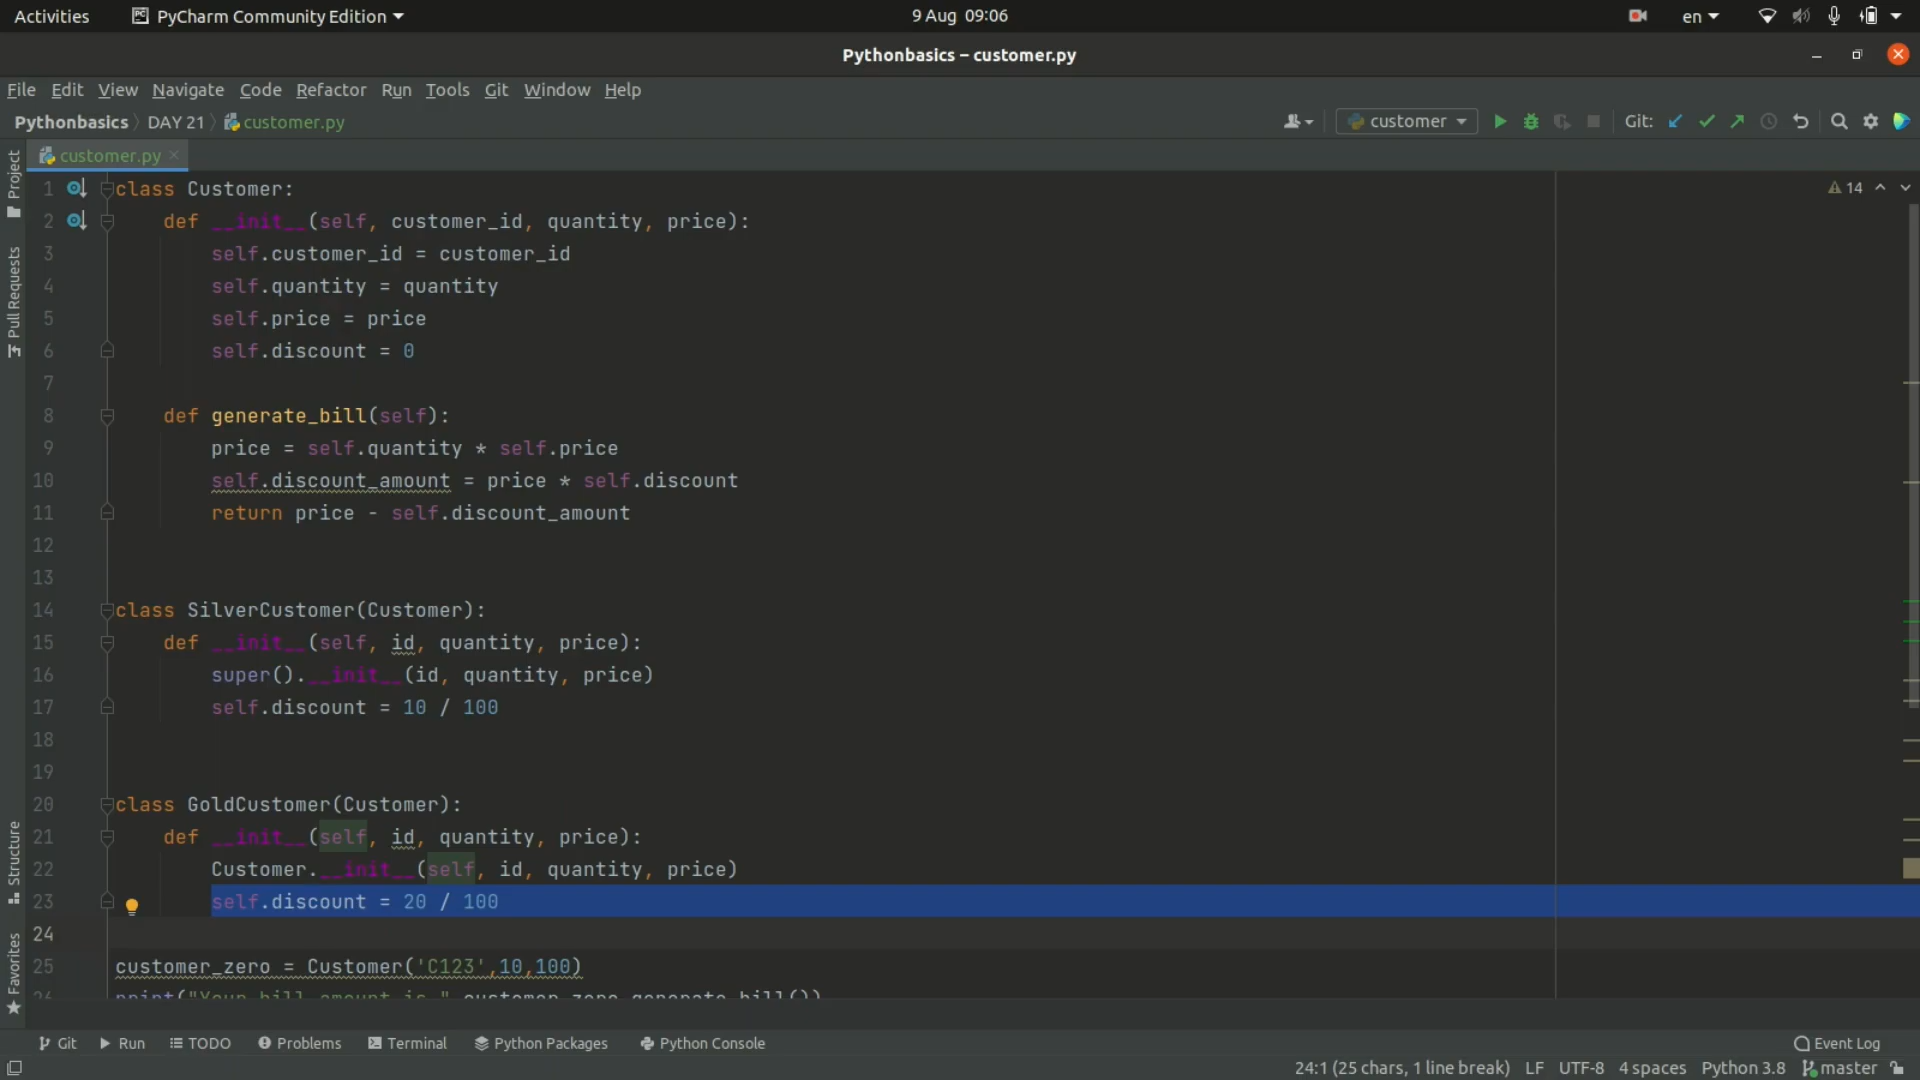 Activities PyCharm Community Edition 9 Aug 09:06 en
Pythonbasics – customer.py
File Edit View Navigate Code Refactor Run Tools Git Window Help
Pythonbasics DAY 21 customer.py customer Git:
customer.py
Project
Pull Requests
Structure
Favorites
14
1 class Customer:
2 def __init__(self, customer_id, quantity, price):
3 self.customer_id = customer_id
4 self.quantity = quantity
5 self.price = price
6 self.discount = 0
7
8 def generate_bill(self):
9 price = self.quantity * self.price
10 self.discount_amount = price * self.discount
11 return price - self.discount_amount
12
13
14 class SilverCustomer(Customer):
15 def __init__(self, id, quantity, price):
16 super().__init__(id, quantity, price)
17 self.discount = 10 / 100
18
19
20 class GoldCustomer(Customer):
21 def __init__(self, id, quantity, price):
22 Customer.__init__(self, id, quantity, price)
23 self.discount = 20 / 100
24
25 customer_zero = Customer('C123',10,100)
26 print("Your bill amount is ",customer_zero.generate_bill())
Git Run TODO Problems Terminal Python Packages Python Console Event Log
24:1 (25 chars, 1 line break) LF UTF-8 4 spaces Python 3.8 master